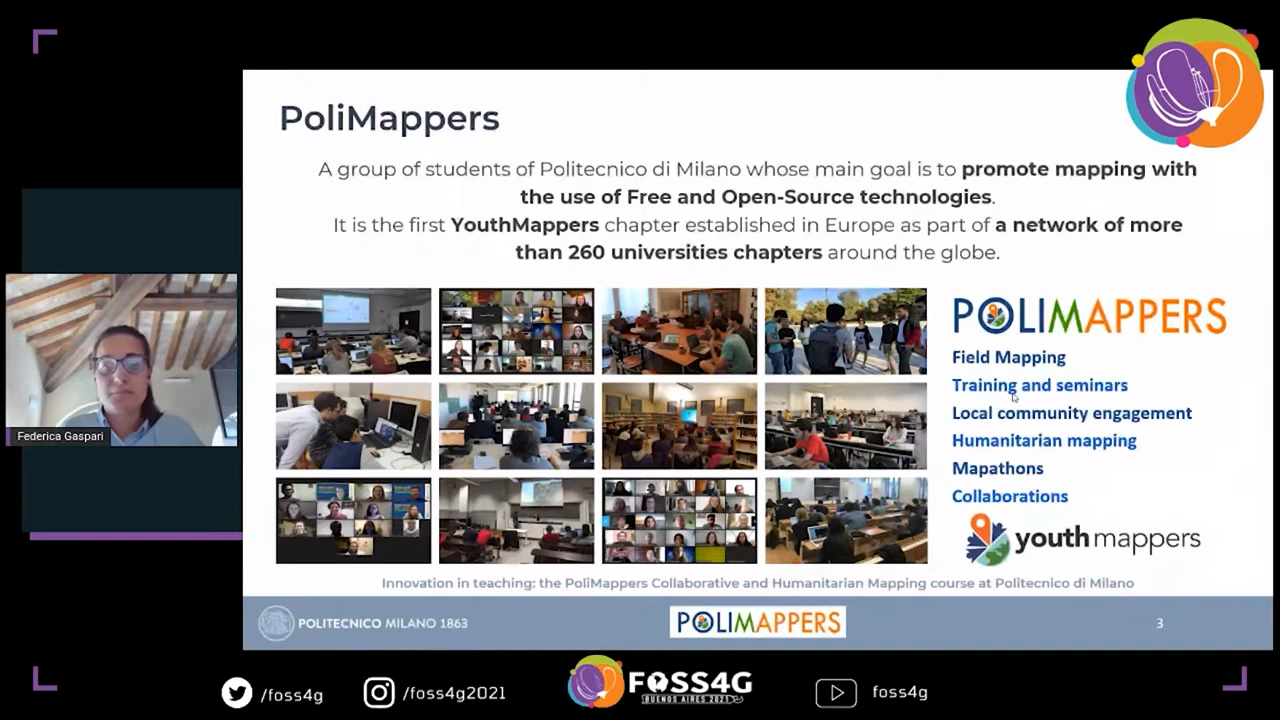 PoliMappers
A group of students of Politecnico di Milano whose main goal is to promote mapping with
the use of Free and Open-Source technologies.
It is the first YouthMappers chapter established in Europe as part of a network of more
than 260 universities chapters around the globe.
POLIMAPPERS
Field Mapping
Training and seminars
Local community engagement
Humanitarian mapping
Mapathons
Collaborations
youthmappers
Federica Gaspari
Innovation in teaching: the PoliMappers Collaborative and Humanitarian Mapping course at Politecnico di Milano
POLITECNICO MILANO 1863
POLIMAPPERS
3
/foss4g
/foss4g2021
FOSS4G
BUENOS AIRES 2021
foss4g